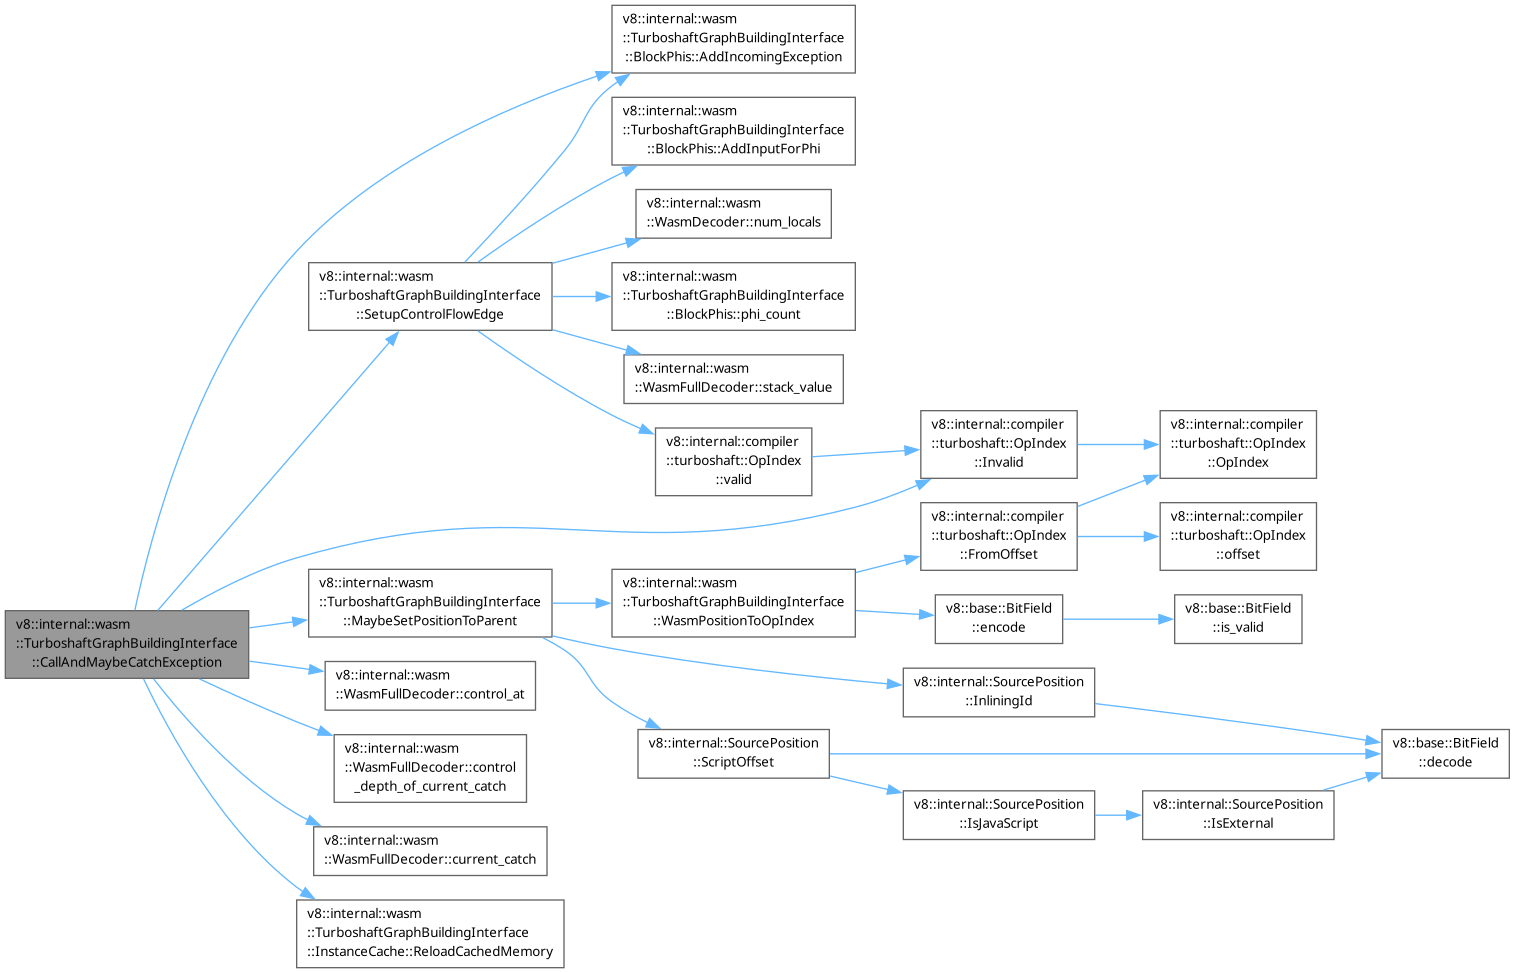 v8::internal::wasm
::TurboshaftGraphBuildingInterface
::CallAndMaybeCatchException
v8::internal::wasm
::TurboshaftGraphBuildingInterface
::BlockPhis::AddIncomingException
v8::internal::wasm
::TurboshaftGraphBuildingInterface
::SetupControlFlowEdge
v8::internal::wasm
::TurboshaftGraphBuildingInterface
::BlockPhis::AddInputForPhi
v8::internal::wasm
::WasmDecoder::num_locals
v8::internal::wasm
::TurboshaftGraphBuildingInterface
::BlockPhis::phi_count
v8::internal::wasm
::WasmFullDecoder::stack_value
v8::internal::compiler
::turboshaft::OpIndex
::valid
v8::internal::compiler
::turboshaft::OpIndex
::Invalid
v8::internal::compiler
::turboshaft::OpIndex
::OpIndex
v8::internal::wasm
::TurboshaftGraphBuildingInterface
::MaybeSetPositionToParent
v8::internal::wasm
::TurboshaftGraphBuildingInterface
::WasmPositionToOpIndex
v8::internal::compiler
::turboshaft::OpIndex
::FromOffset
v8::internal::compiler
::turboshaft::OpIndex
::offset
v8::base::BitField
::encode
v8::base::BitField
::is_valid
v8::internal::SourcePosition
::InliningId
v8::internal::SourcePosition
::ScriptOffset
v8::base::BitField
::decode
v8::internal::SourcePosition
::IsJavaScript
v8::internal::SourcePosition
::IsExternal
v8::internal::wasm
::WasmFullDecoder::control_at
v8::internal::wasm
::WasmFullDecoder::control
_depth_of_current_catch
v8::internal::wasm
::WasmFullDecoder::current_catch
v8::internal::wasm
::TurboshaftGraphBuildingInterface
::InstanceCache::ReloadCachedMemory